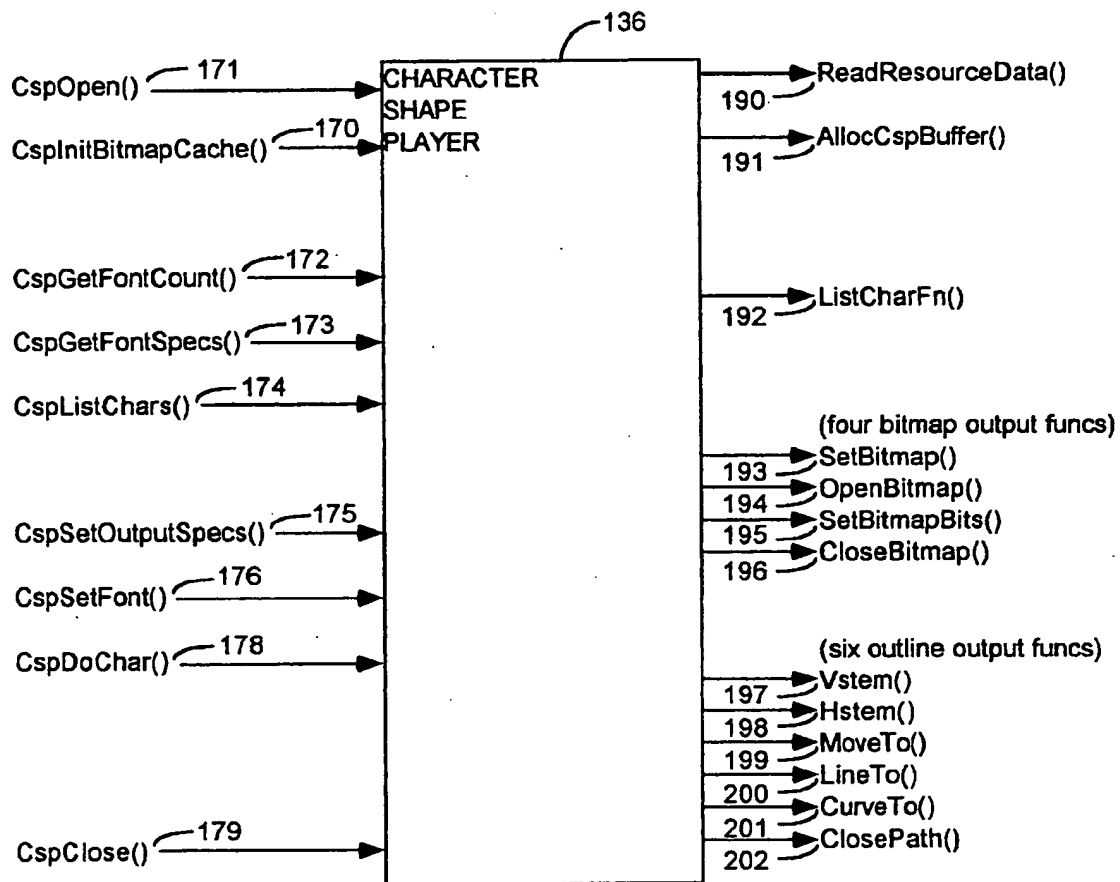 136
CspOpen()
171
CspInitBitmapCache()
170
CspGetFontCount()
172
CspGetFontSpecs()
173
CspListChars()
174
CspSetOutputSpecs()
175
CspSetFont()
176
CspDoChar()
178
CspClose()
179
CHARACTER
SHAPE
PLAYER
ReadResourceData()
190
AllocCspBuffer()
191
ListCharFn()
192
(four bitmap output funcs)
SetBitmap()
193
OpenBitmap()
194
SetBitmapBits()
195
CloseBitmap()
196
(six outline output funcs)
Vstem()
197
Hstem()
198
MoveTo()
199
LineTo()
200
CurveTo()
201
ClosePath()
202